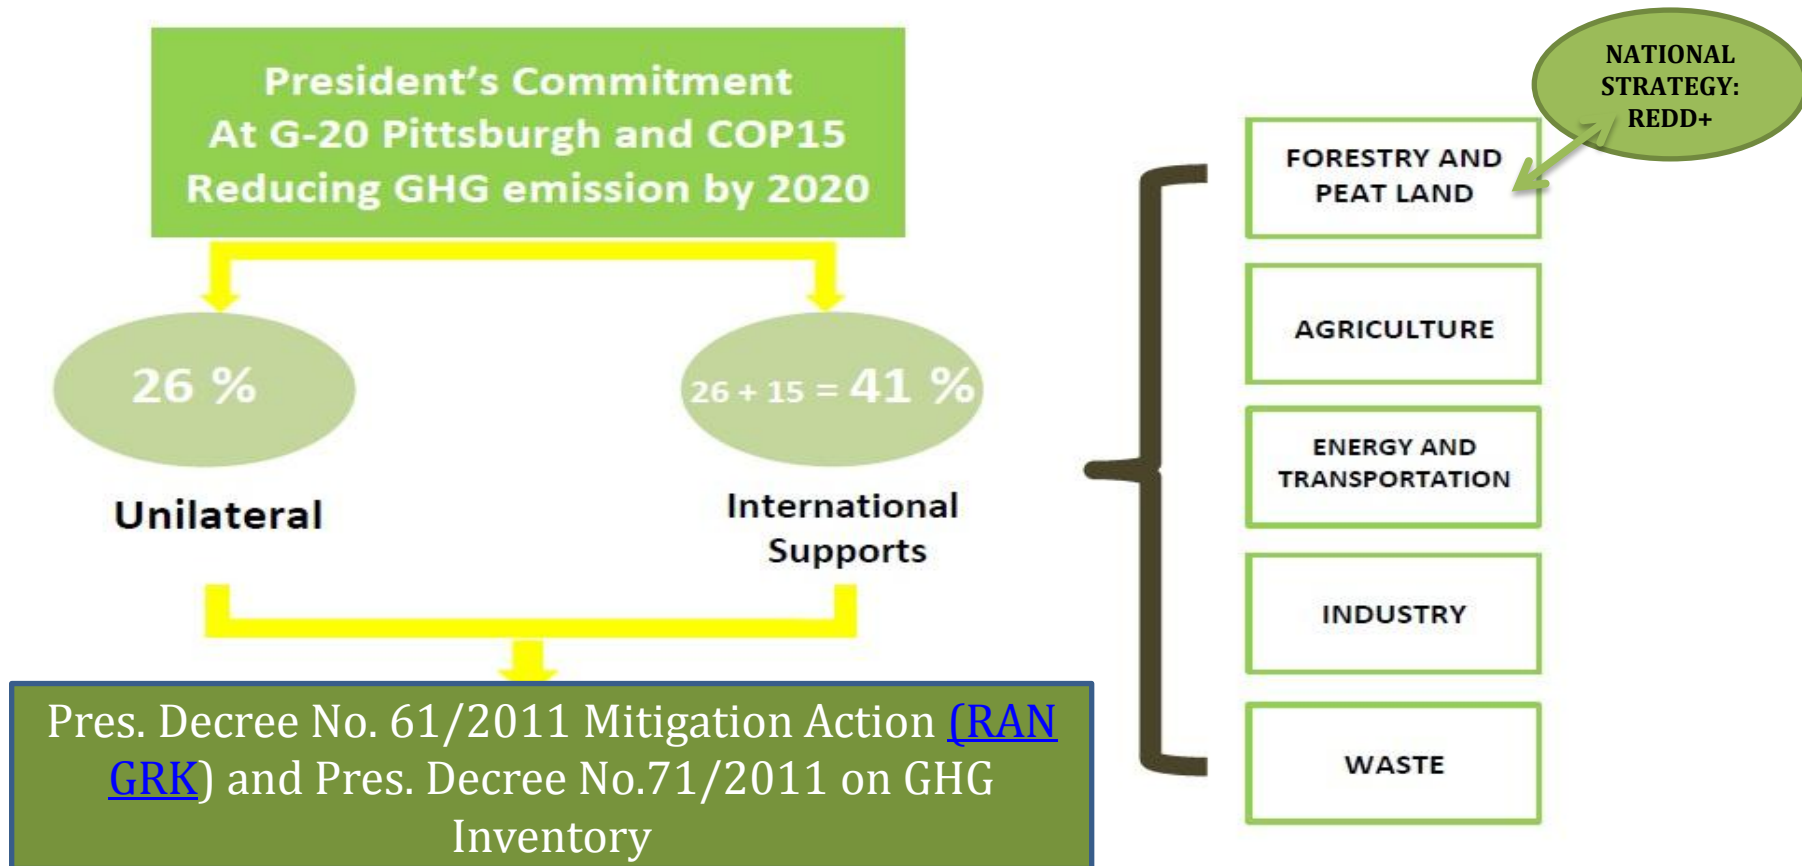 President's Commitment
At G-20 Pittsburgh and COP15
Reducing GHG emission by 2020
26 %
26 + 15 = 41 %
Unilateral
International
Supports
Pres. Decree No. 61/2011 Mitigation Action (RAN
GRK) and Pres. Decree No.71/2011 on GHG
Inventory
NATIONAL
STRATEGY:
REDD+
FORESTRY AND
PEAT LAND
AGRICULTURE
ENERGY AND
TRANSPORTATION
INDUSTRY
WASTE